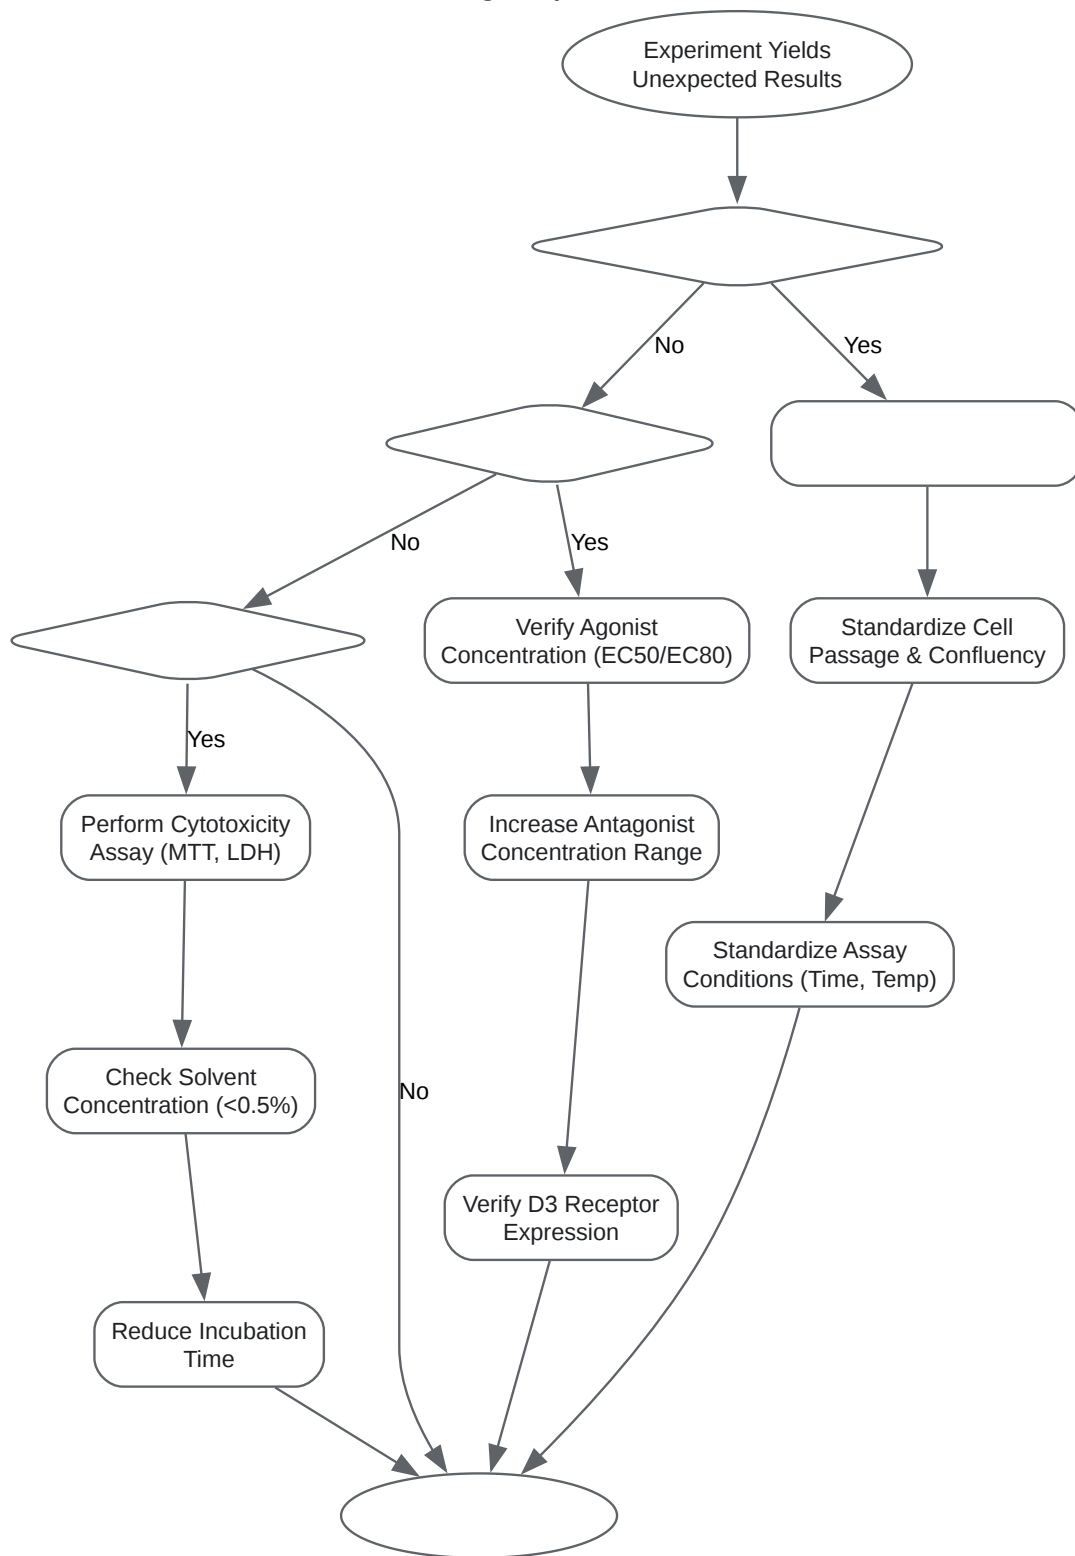 Experiment Yields
Unexpected Results
No
Yes
No
Yes
Verify Agonist
Concentration (EC50/EC80)
Standardize Cell
Passage & Confluency
Yes
Perform Cytotoxicity
Assay (MTT, LDH)
Increase Antagonist
Concentration Range
Standardize Assay
Conditions (Time, Temp)
Check Solvent
Concentration (<0.5%)
No
Verify D3 Receptor
Expression
Reduce Incubation
Time